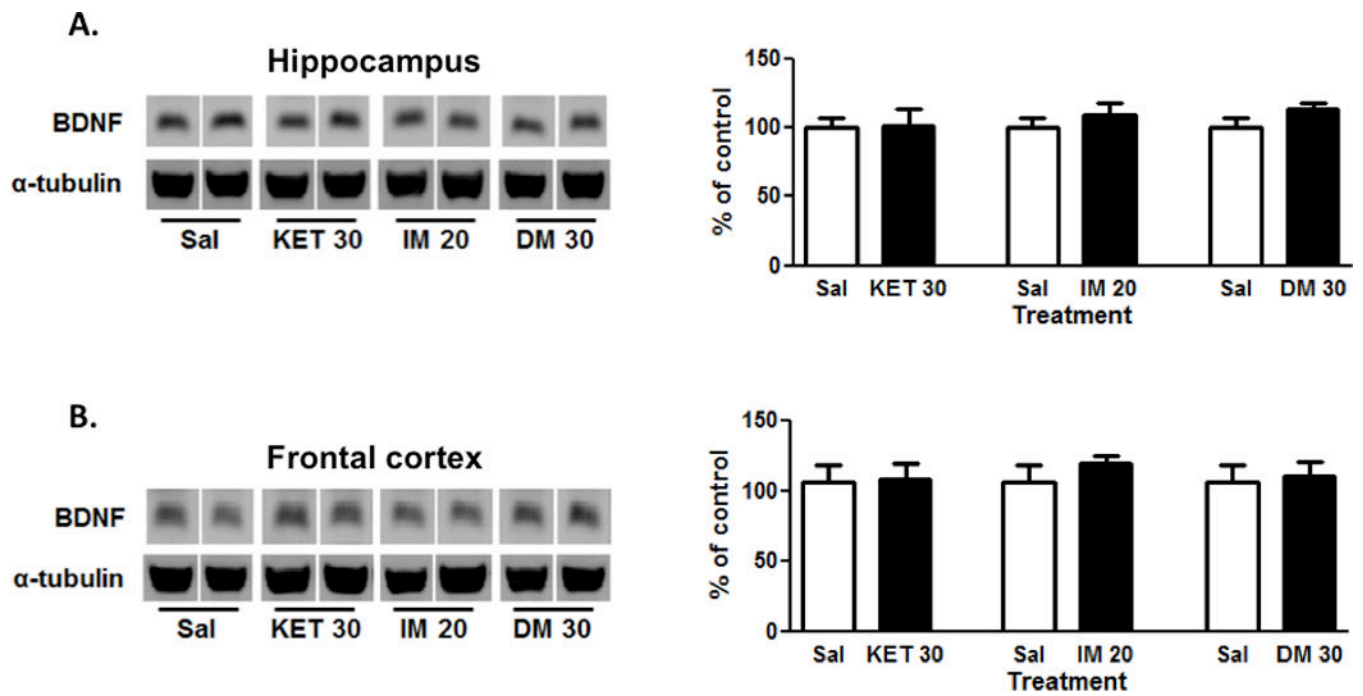 A.
Hippocampus
BDNF
α-tubulin
Sal KET 30 IM 20 DM 30
150
100
50
0
% of control
Sal KET 30 Sal IM 20 Sal DM 30
Treatment
B.
Frontal cortex
BDNF
α-tubulin
Sal KET 30 IM 20 DM 30
150
100
50
0
% of control
Sal KET 30 Sal IM 20 Sal DM 30
Treatment